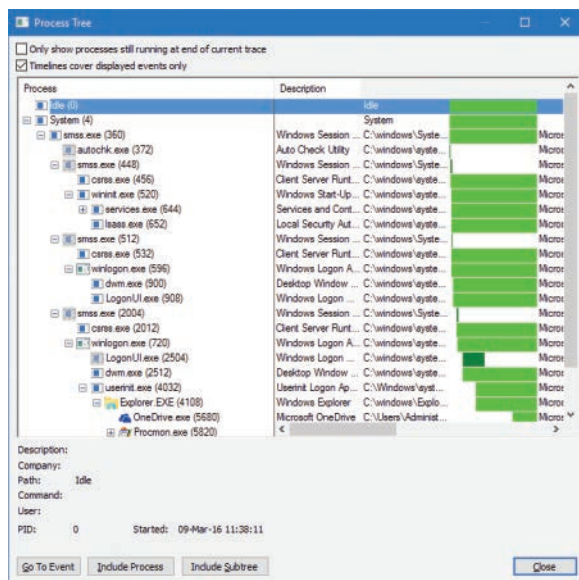 Process Tree
Only show processes still running at end of current trace
Timelines cover displayed events only
Process Description
Idle (0) Idle
System (4) System
smss.exe (360) Windows Session ... C:\windows\Syste... Micros
autochk.exe (372) Auto Check Utility C:\windows\syste... Micros
smss.exe (448) Windows Session ... C:\windows\Syste... Micros
csrss.exe (456) Client Server Runt... C:\windows\syste... Micros
wininit.exe (520) Windows Start-Up... C:\windows\syste... Micros
services.exe (644) Services and Cont... C:\windows\syste... Micros
lsass.exe (652) Local Security Aut... C:\windows\syste... Micros
smss.exe (512) Windows Session ... C:\windows\Syste... Micros
csrss.exe (532) Client Server Runt... C:\windows\syste... Micros
winlogon.exe (596) Windows Logon A... C:\windows\syste... Micros
dwm.exe (900) Desktop Window ... C:\windows\syste... Micros
LogonUI.exe (908) Windows Logon ... C:\windows\syste... Micros
smss.exe (2004) Windows Session ... C:\windows\Syste... Micros
csrss.exe (2012) Client Server Runt... C:\windows\syste... Micros
winlogon.exe (720) Windows Logon A... C:\windows\syste... Micros
LogonUI.exe (2504) Windows Logon ... C:\windows\syste... Micros
dwm.exe (2512) Desktop Window ... C:\windows\syste... Micros
userinit.exe (4032) Userinit Logon Ap... C:\Windows\syst... Micros
Explorer.EXE (4108) Windows Explorer C:\windows\Explo... Micros
OneDrive.exe (5680) Microsoft OneDrive C:\Users\Administ... Micros
Procmon.exe (5820)
Description:
Company:
Path: Idle
Command:
User:
PID: 0 Started: 09-Mar-16 11:38:11
Go To Event Include Process Include Subtree Close